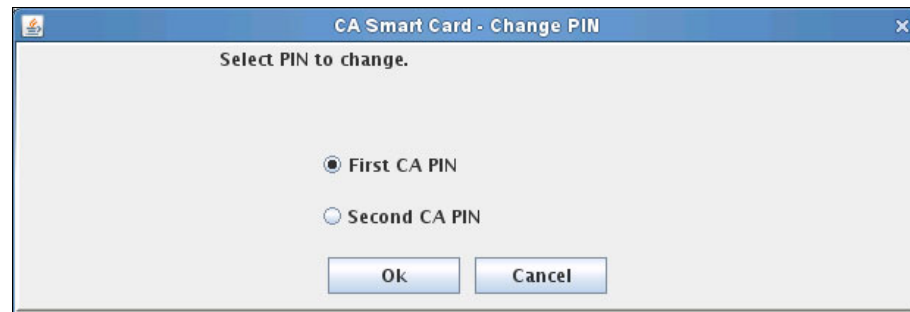 CA Smart Card - Change PIN
Select PIN to change.
First CA PIN
Second CA PIN
Ok Cancel